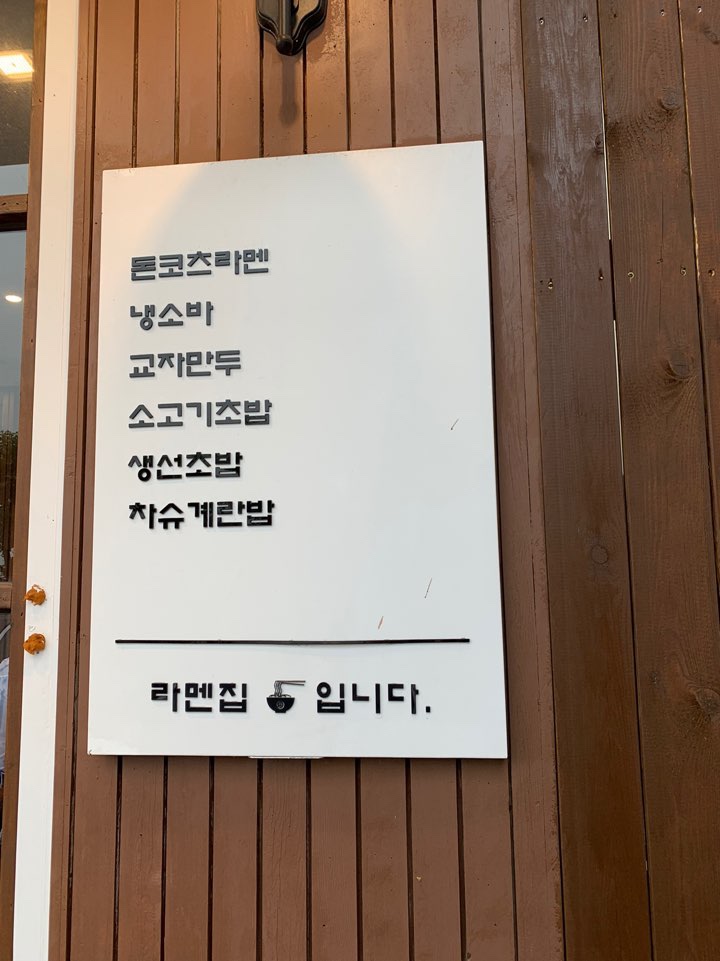 돈코츠라멘
냉소바
교자만두
소고기초밥
생선초밥
차슈계란밥
라멘집 입니다.